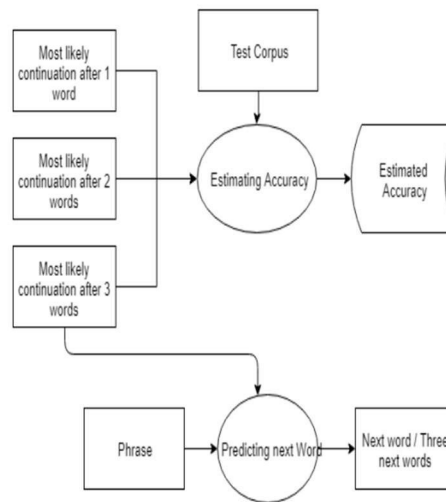 Most likely
continuation after 1
word
Test Corpus
Most likely
continuation after 2
words
Estimating Accuracy
Estimated
Accuracy
Most likely
continuation after 3
words
Phrase
Predicting next Word
Next word / Three
next words